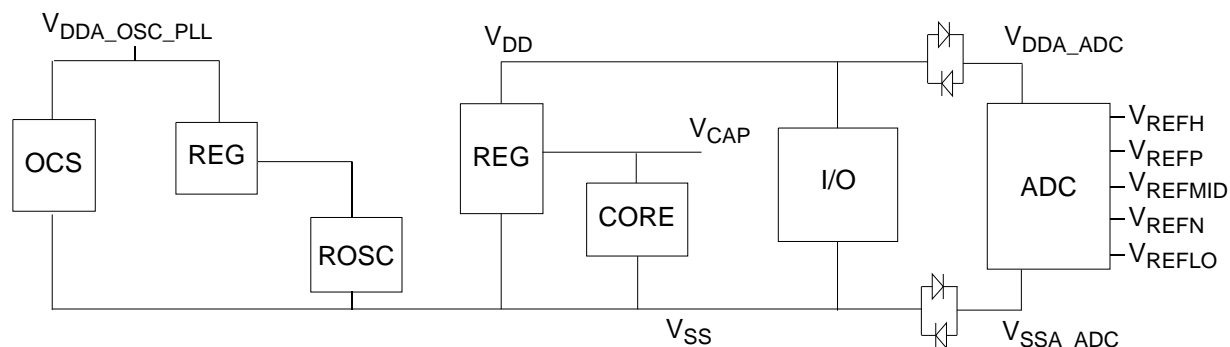 VDDA_OSC_PLL
VDD
VDDA_ADC
OCS
REG
ROSC
REG
VCAP
CORE
I/O
ADC
VREFH
VREFP
VREFMID
VREFN
VREFLO
VSS
VSSA_ADC